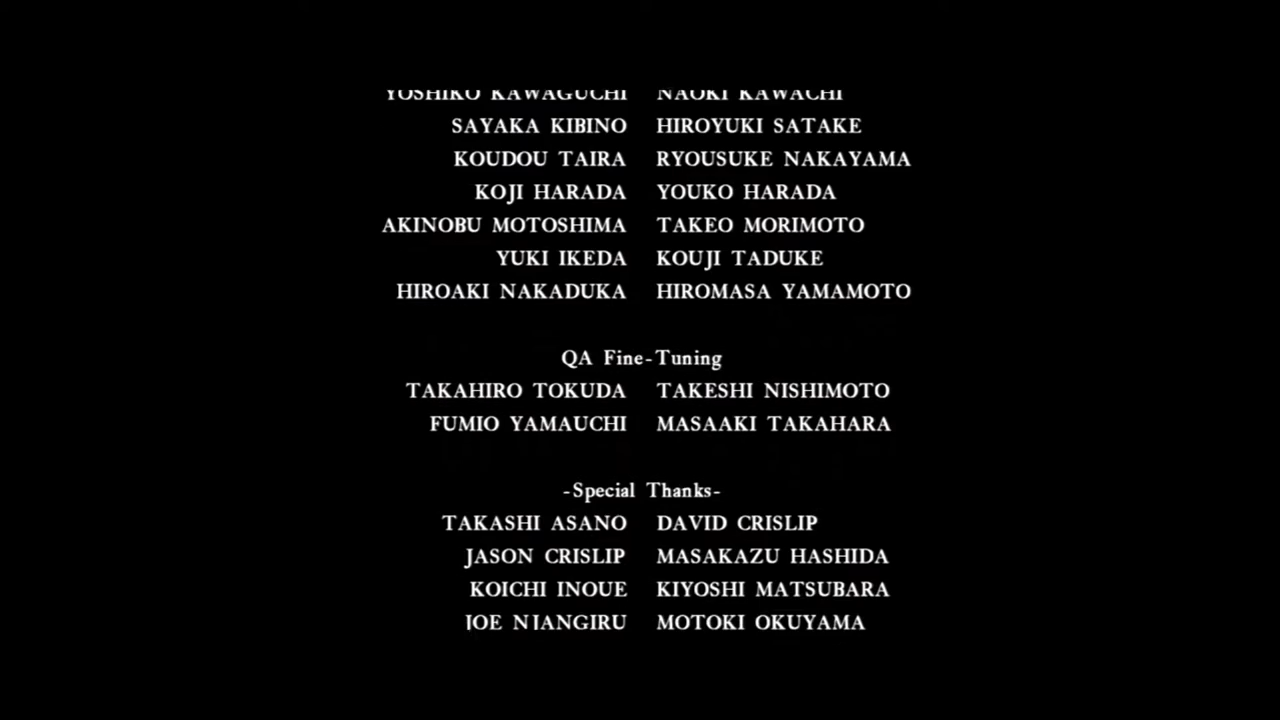 YOSHIKO KAWAGUCHI NAOKI KAWACHI
SAYAKA KIBINO HIROYUKI SATAKE
KOUDOU TAIRA RYOUSUKE NAKAYAMA
KOJI HARADA YOUKO HARADA
AKINOBU MOTOSHIMA TAKEO MORIMOTO
YUKI IKEDA KOUJI TADUKE
HIROAKI NAKADUKA HIROMASA YAMAMOTO
QA Fine-Tuning
TAKAHIRO TOKUDA TAKESHI NISHIMOTO
FUMIO YAMAUCHI MASAAKI TAKAHARA
-Special Thanks-
TAKASHI ASANO DAVID CRISLIP
JASON CRISLIP MASAKAZU HASHIDA
KOICHI INOUE KIYOSHI MATSUBARA
JOE NJANGIRU MOTOKI OKUYAMA